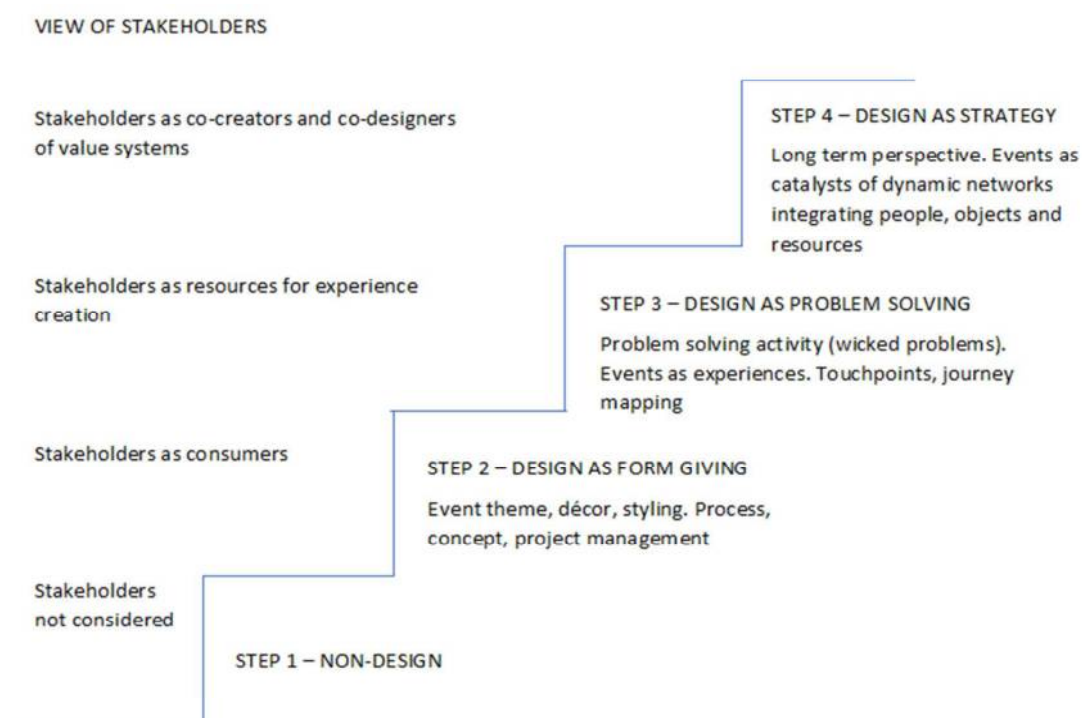 VIEW OF STAKEHOLDERS
Stakeholders as co-creators and co-designers
of value systems
STEP 4 – DESIGN AS STRATEGY
Long term perspective. Events as
catalysts of dynamic networks
integrating people, objects and
resources
Stakeholders as resources for experience
creation
STEP 3 – DESIGN AS PROBLEM SOLVING
Problem solving activity (wicked problems).
Events as experiences. Touchpoints, journey
mapping
Stakeholders as consumers
STEP 2 – DESIGN AS FORM GIVING
Event theme, décor, styling. Process,
concept, project management
Stakeholders
not considered
STEP 1 – NON-DESIGN